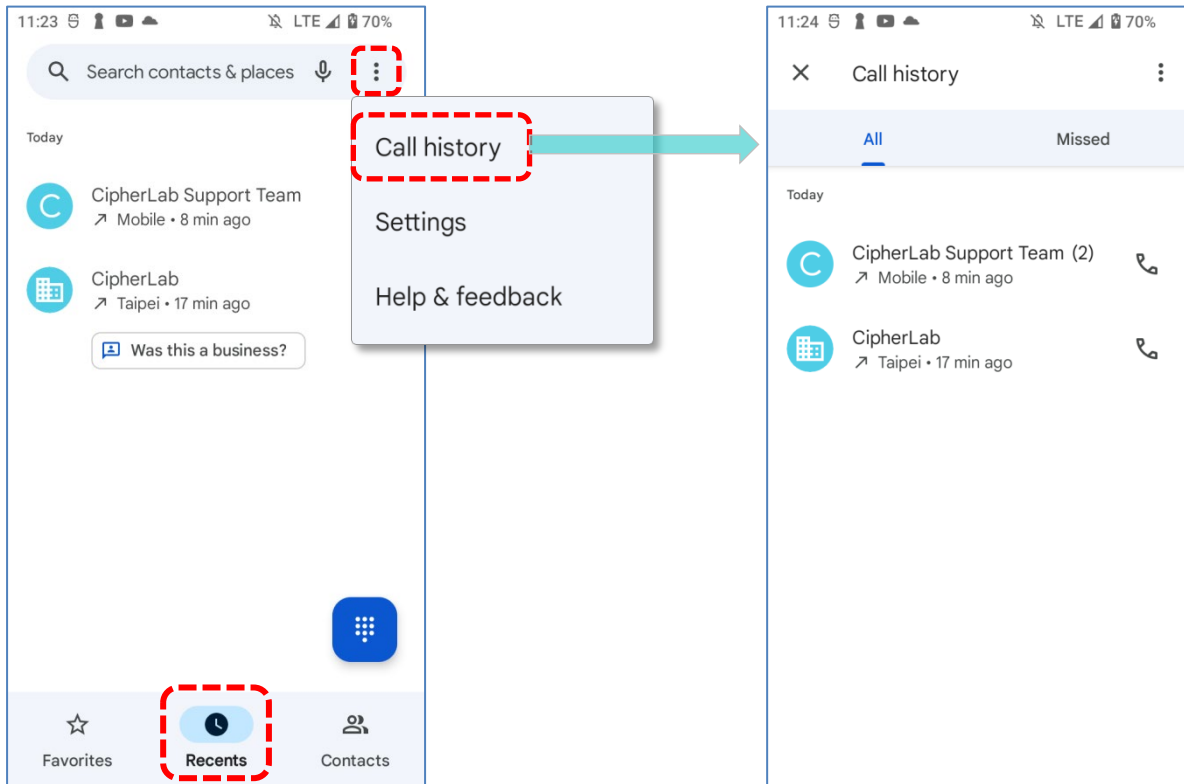 11:23 LTE 70%
Search contacts & places
Today
C CipherLab Support Team
Mobile • 8 min ago
CipherLab
Taipei • 17 min ago
Was this a business?
Call history
Settings
Help & feedback
Favorites Recents Contacts
11:24 LTE 70%
Call history
All Missed
Today
C CipherLab Support Team (2)
Mobile • 8 min ago
CipherLab
Taipei • 17 min ago